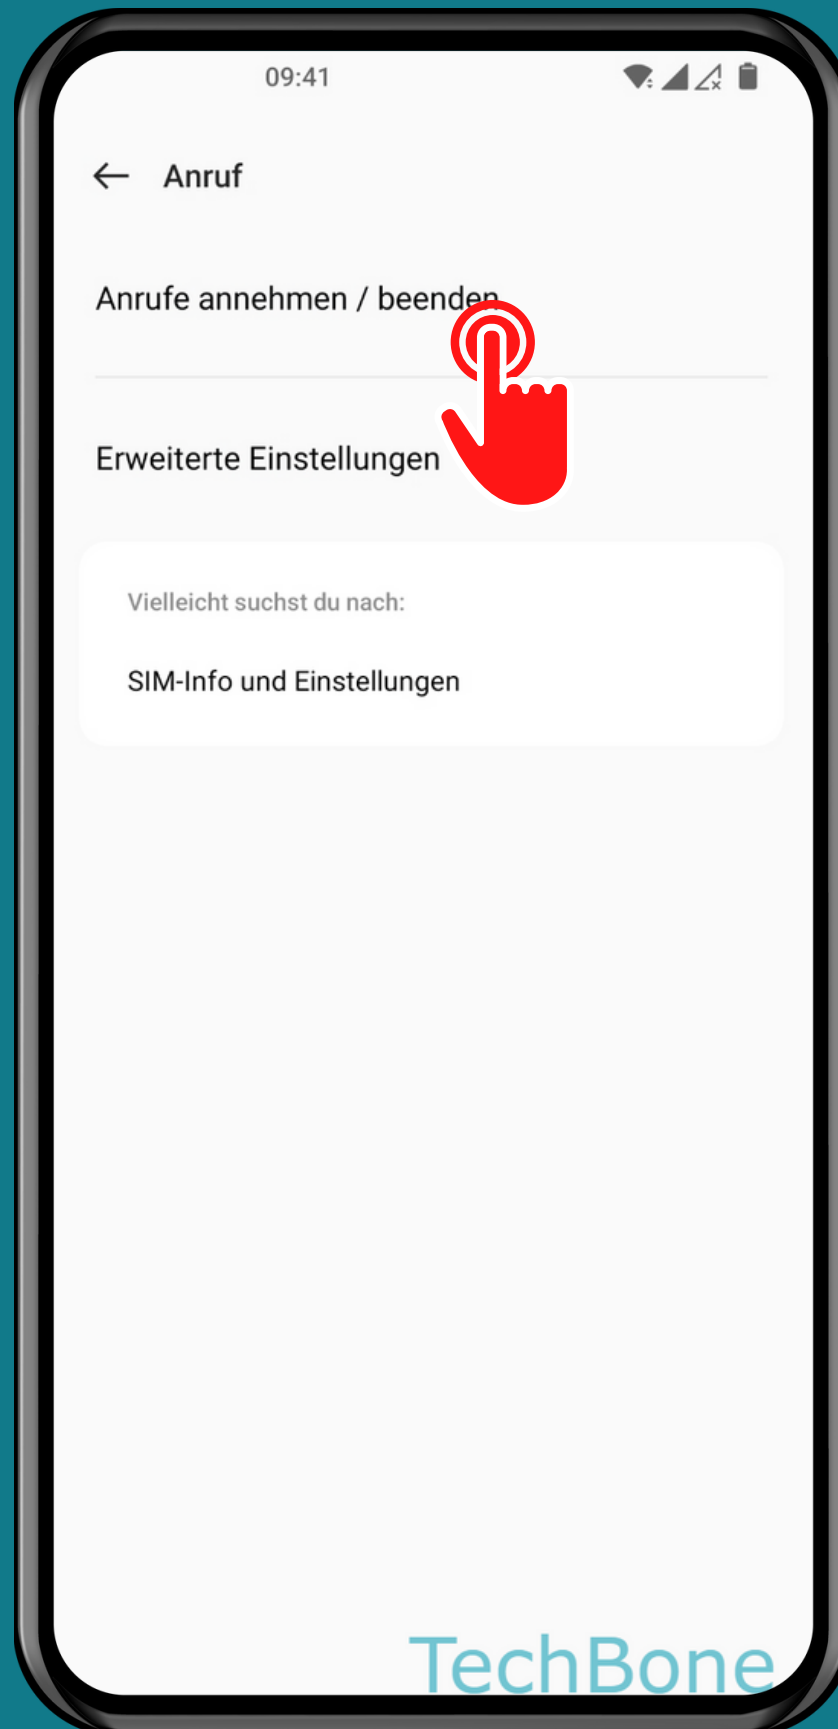 09:41
Anruf
Anrufe annehmen / beenden
Erweiterte Einstellungen
Vielleicht suchst du nach:
SIM-Info und Einstellungen
TechBone